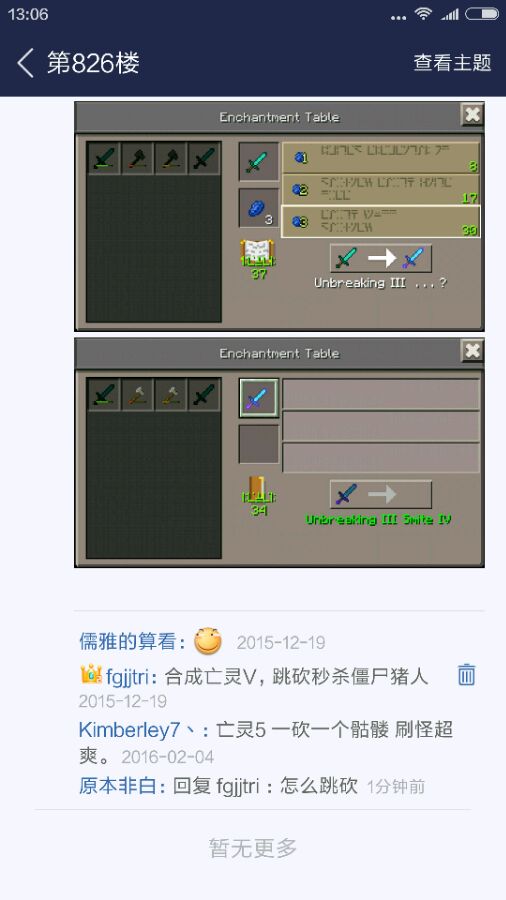 13:06
第826楼
查看主题
Enchantment Table
1
8
2
17
3
3
30
37
Unbreaking III ...?
Enchantment Table
34
Unbreaking III Smite IV
儒雅的算看： 2015-12-19
fgjjtri：合成亡灵V，跳砍秒杀僵尸猪人
2015-12-19
Kimberley7丶：亡灵5 一砍一个骷髅 刷怪超
爽。 2016-02-04
原本非白：回复 fgjjtri：怎么跳砍 1分钟前
暂无更多